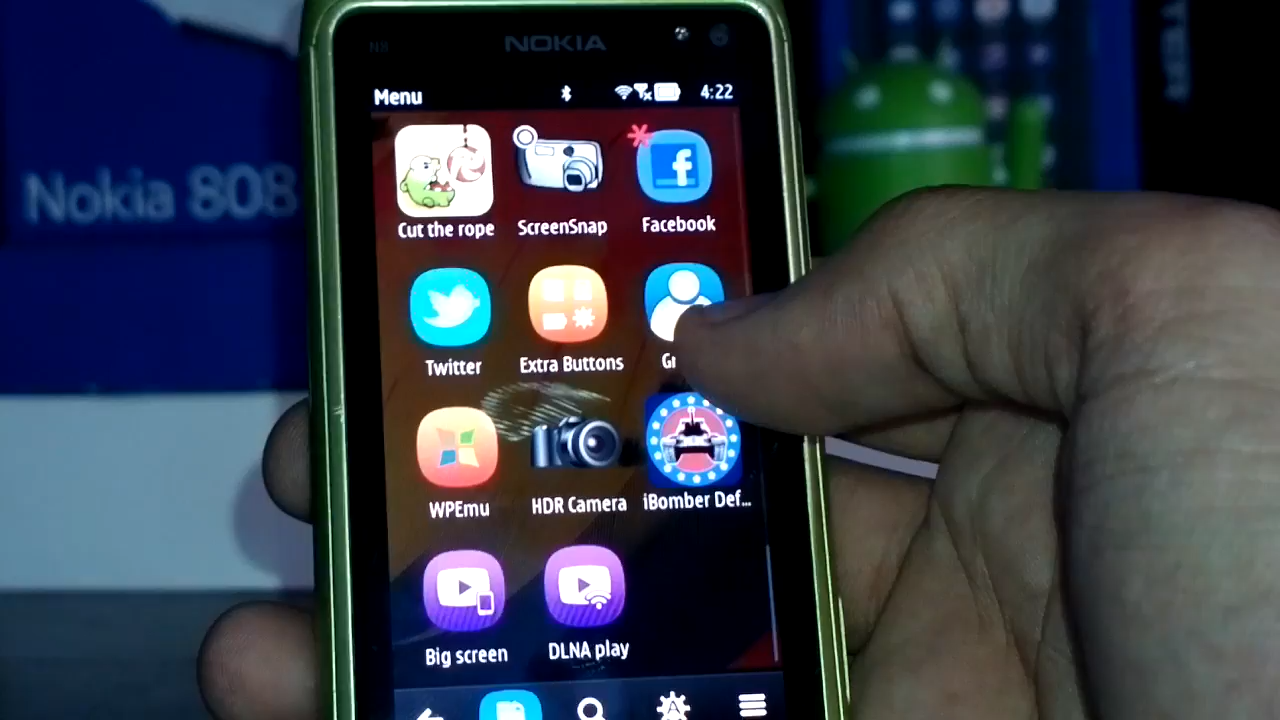 N8
NOKIA
Menu
4:22
Nokia 808
Cut the rope
ScreenSnap
Facebook
Twitter
Extra Buttons
WPEmu
HDR Camera
iBomber Def...
Big screen
DLNA play